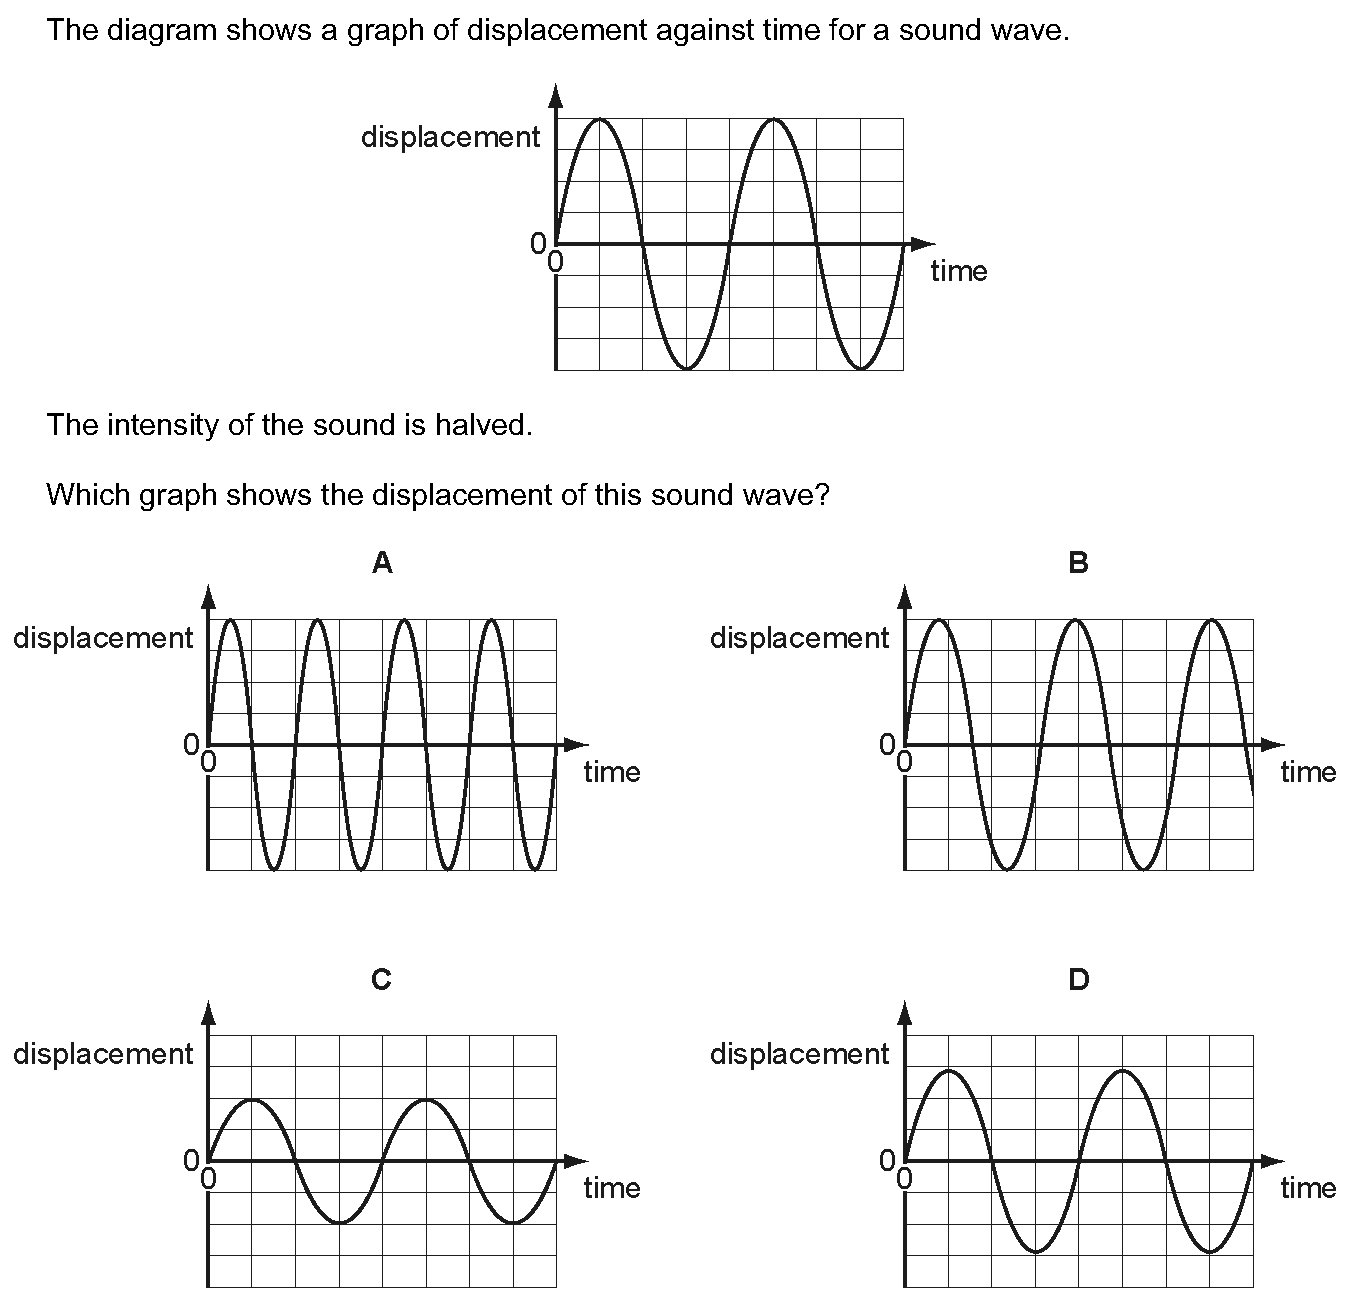 The diagram shows a graph of displacement against time for a sound wave.
displacement
0
0
time
The intensity of the sound is halved.
Which graph shows the displacement of this sound wave?
A
displacement
0
0
time
B
displacement
0
0
time
C
displacement
0
0
time
D
displacement
0
0
time